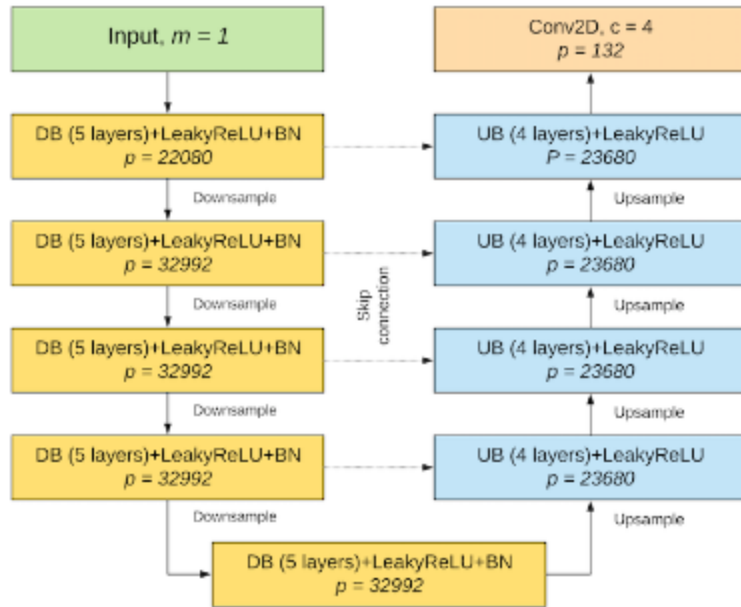 Input, m = 1
Conv2D, c = 4
p = 132
DB (5 layers)+LeakyReLU+BN
p = 22080
UB (4 layers)+LeakyReLU
P = 23680
Downsample
Upsample
DB (5 layers)+LeakyReLU+BN
p = 32992
UB (4 layers)+LeakyReLU
p = 23680
Downsample
Skip
connection
Upsample
DB (5 layers)+LeakyReLU+BN
p = 32992
UB (4 layers)+LeakyReLU
p = 23680
Downsample
Upsample
DB (5 layers)+LeakyReLU+BN
p = 32992
UB (4 layers)+LeakyReLU
p = 23680
Downsample
Upsample
DB (5 layers)+LeakyReLU+BN
p = 32992